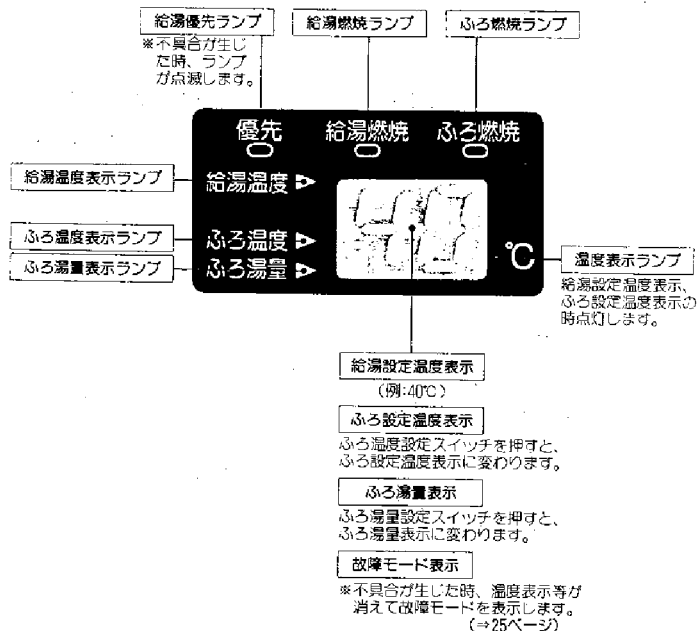 給湯優先ランプ
※不具合が生じ
た時、ランプ
が点滅します。
給湯燃焼ランプ
ふろ燃焼ランプ
優先
給湯燃焼
ふろ燃焼
給湯温度表示ランプ
給湯温度
ふろ温度表示ランプ
ふろ温度
ふろ湯量表示ランプ
ふろ湯量
40
℃
温度表示ランプ
給湯設定温度表示、
ふろ設定温度表示の
時点灯します。
給湯設定温度表示
(例:40℃)
ふろ設定温度表示
ふろ温度設定スイッチを押すと、
ふろ設定温度表示に変わります。
ふろ湯量表示
ふろ湯量設定スイッチを押すと、
ふろ湯量表示に変わります。
故障モード表示
※不具合が生じた時、温度表示等が
消えて故障モードを表示します。
(⇒25ページ)